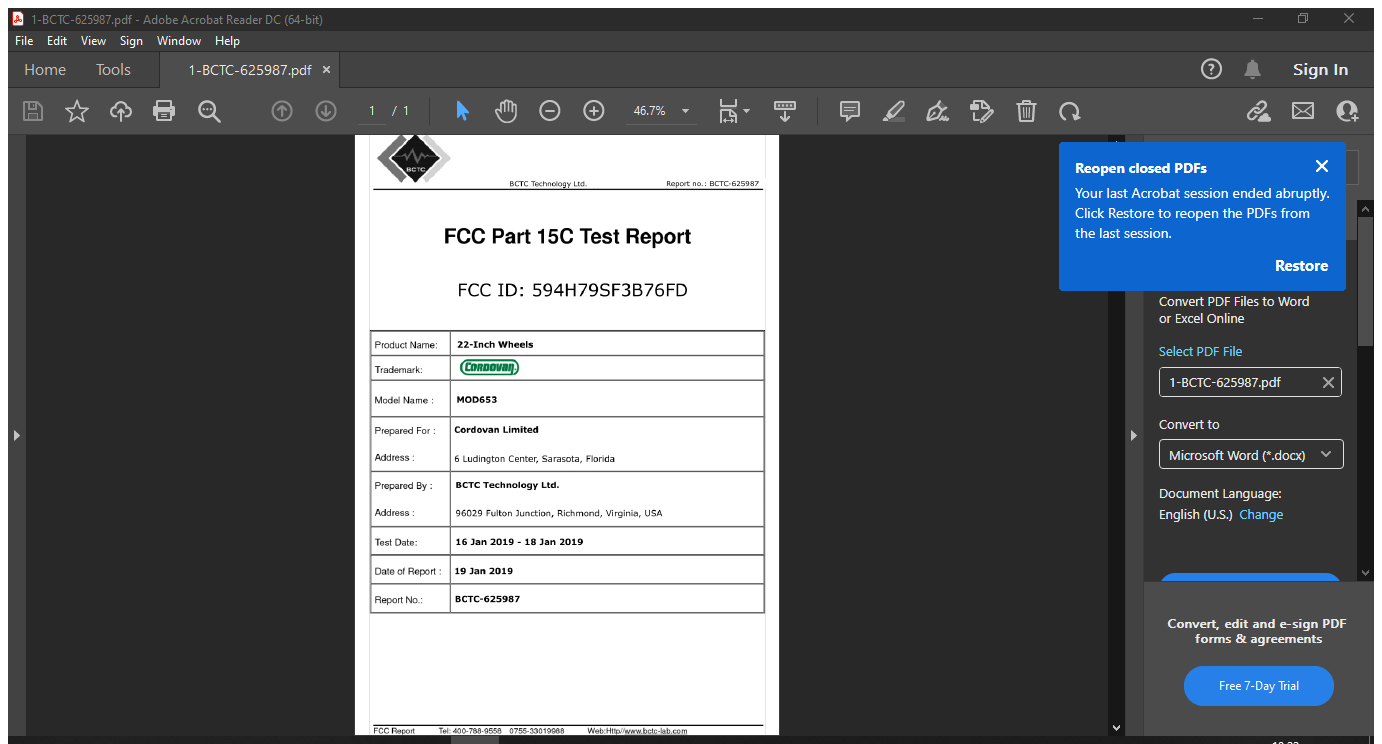 1-BCTC-625987.pdf - Adobe Acrobat Reader DC (64-bit)
File Edit View Sign Window Help
Home Tools 1-BCTC-625987.pdf × Sign In
1 / 1 46.7%
BCTC
BCTC Technology Ltd. Report no.: BCTC-625987
FCC Part 15C Test Report
FCC ID: 594H79SF3B76FD
Product Name: 22-Inch Wheels
Trademark: CORDOVAN
Model Name : MOD653
Prepared For : Cordovan Limited
Address : 6 Ludington Center, Sarasota, Florida
Prepared By : BCTC Technology Ltd.
Address : 96029 Fulton Junction, Richmond, Virginia, USA
Test Date: 16 Jan 2019 - 18 Jan 2019
Date of Report : 19 Jan 2019
Report No.: BCTC-625987
FCC Report Tel: 400-788-9558 0755-33019988 Web:Http//www.bctc-lab.com
Reopen closed PDFs
Your last Acrobat session ended abruptly.
Click Restore to reopen the PDFs from
the last session.
Restore
Convert PDF Files to Word
or Excel Online
Select PDF File
1-BCTC-625987.pdf
Convert to
Microsoft Word (*.docx)
Document Language:
English (U.S.) Change
Convert, edit and e-sign PDF
forms & agreements
Free 7-Day Trial